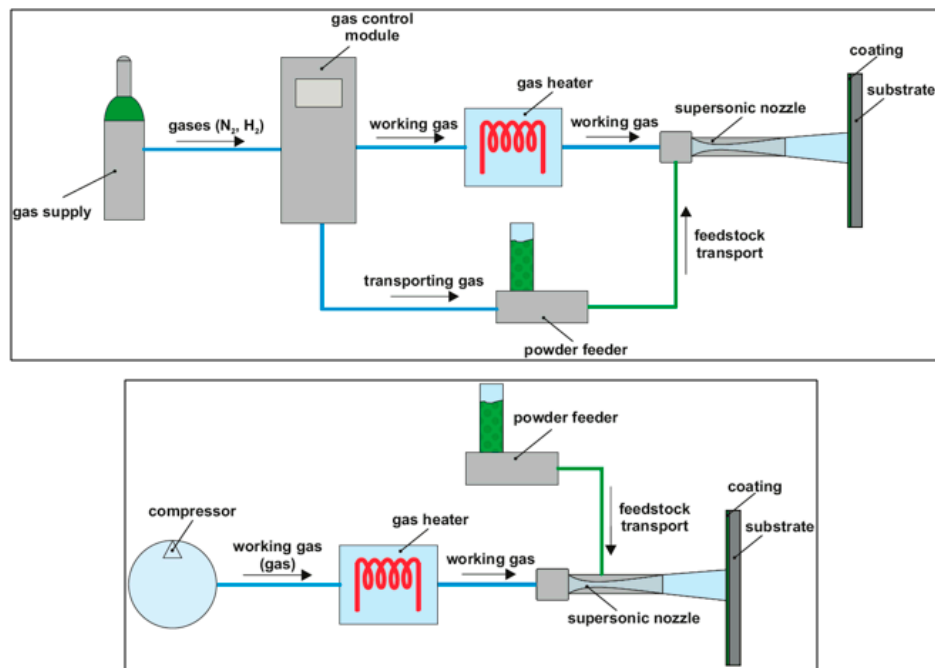 gas control
module
coating
substrate
gas heater
supersonic nozzle
gases (N₂, H₂)
working gas
working gas
gas supply
feedstock
transport
transporting gas
powder feeder
powder feeder
coating
substrate
feedstock
transport
compressor
gas heater
working gas
(gas)
working gas
supersonic nozzle